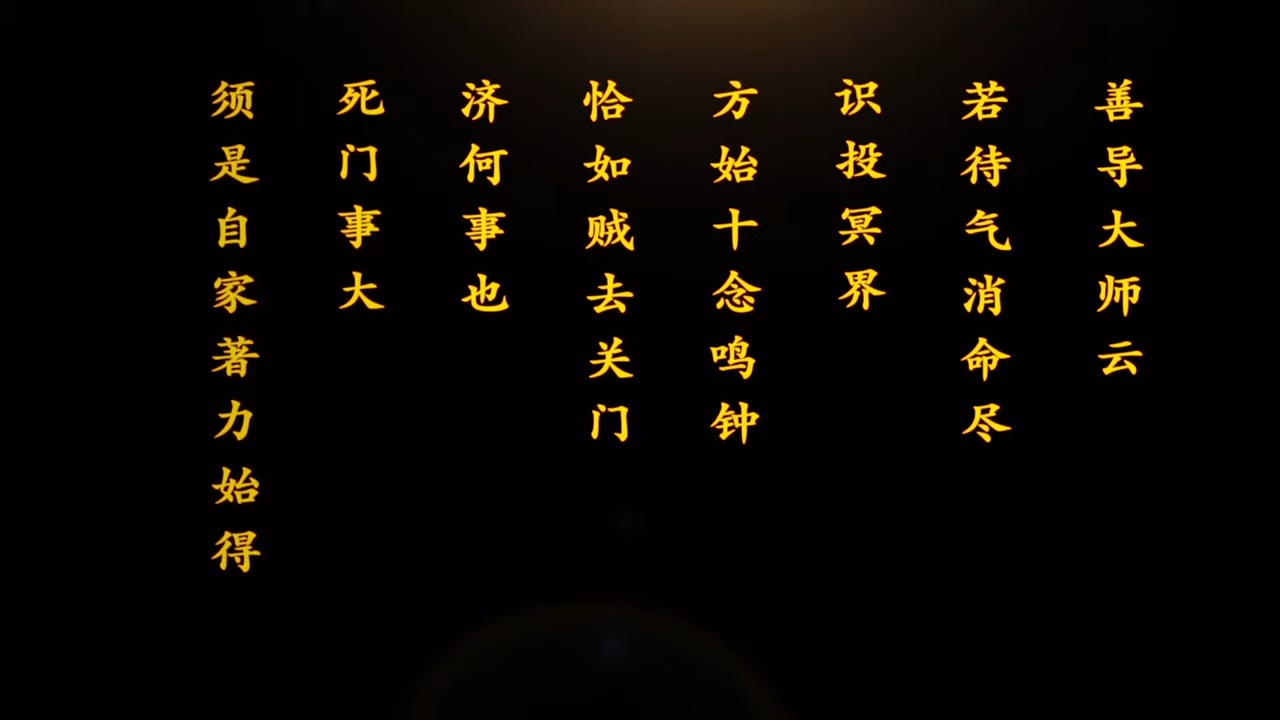 善导大师云
若待气消命尽
识投冥界
方始十念鸣钟
恰如贼去关门
济何事也
死门事大
须是自家著力始得